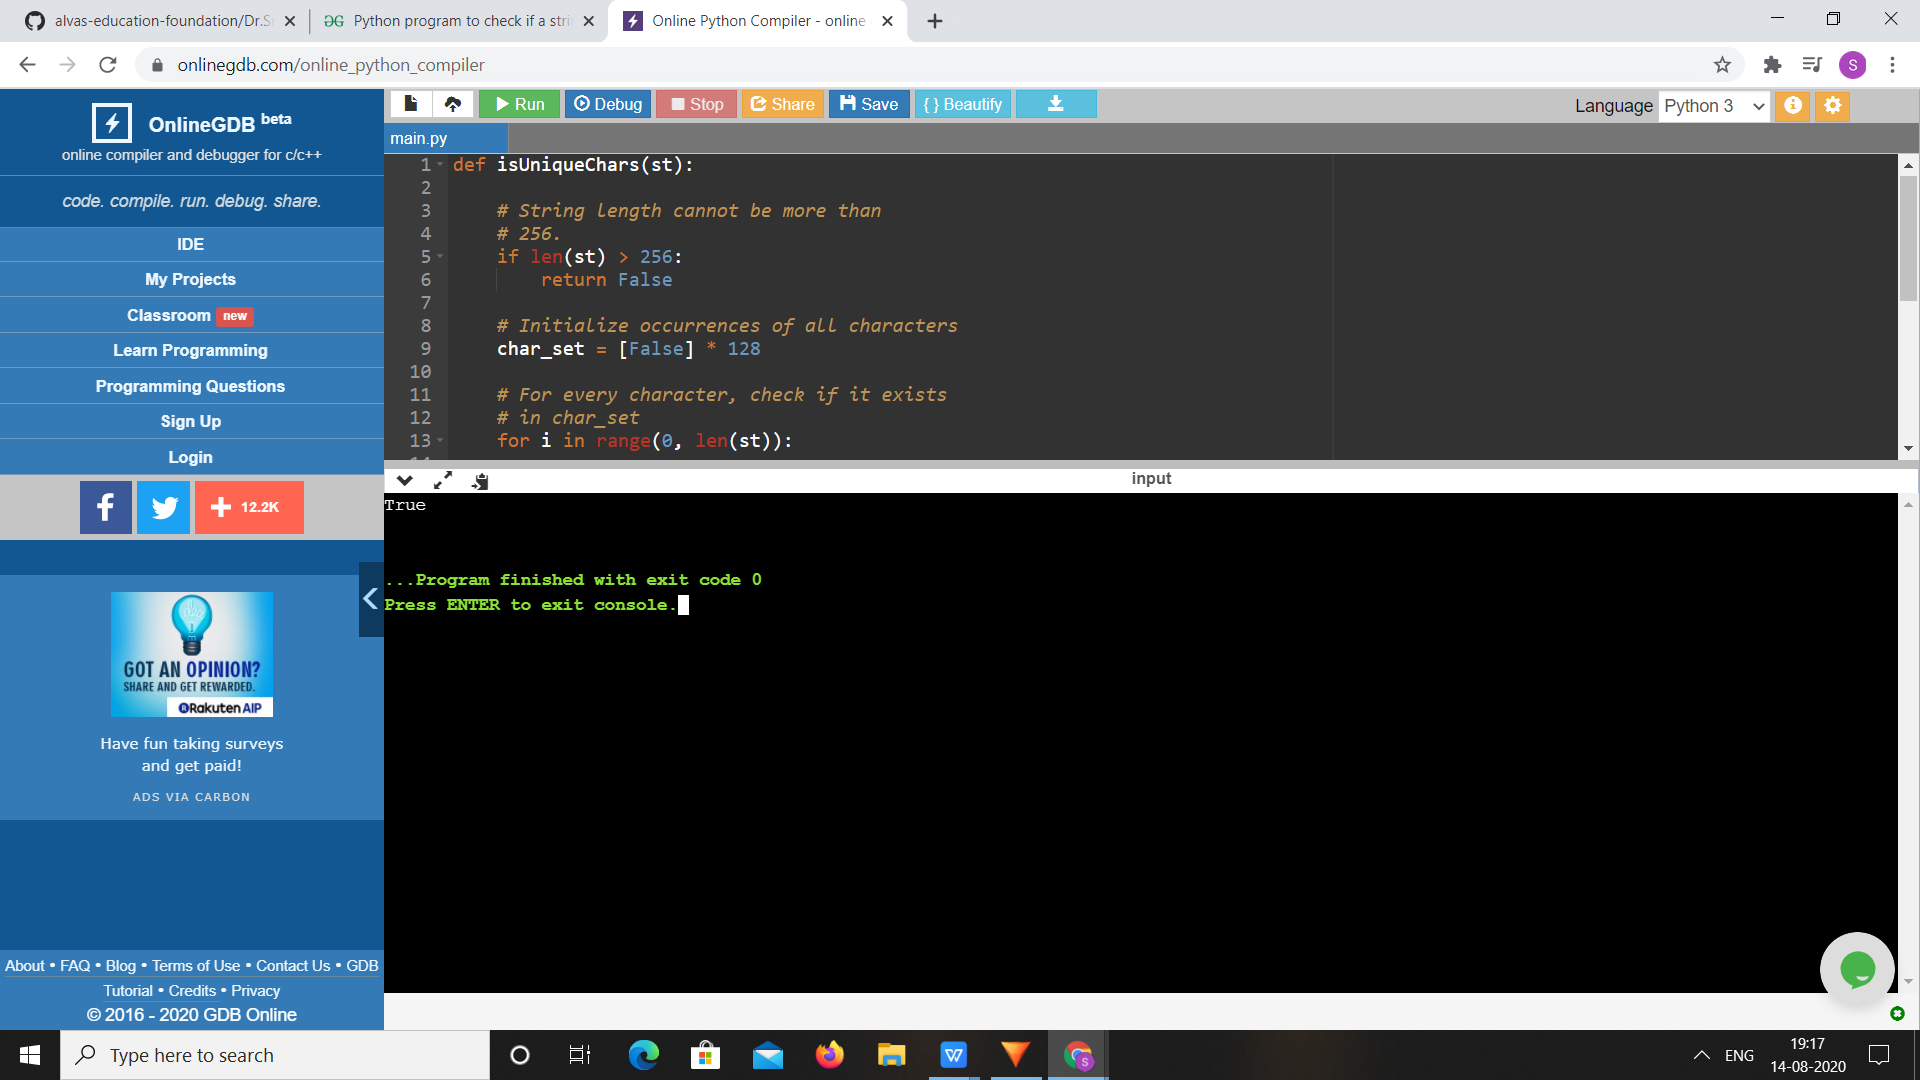 alvas-education-foundation/Dr.S
Python program to check if a stri
Online Python Compiler - online
onlinegdb.com/online_python_compiler
S
OnlineGDB beta
online compiler and debugger for c/c++
code. compile. run. debug. share.
IDE
My Projects
Classroom new
Learn Programming
Programming Questions
Sign Up
Login
12.2K
GOT AN OPINION?
SHARE AND GET REWARDED.
Rakuten AIP
Have fun taking surveys
and get paid!
ADS VIA CARBON
About • FAQ • Blog • Terms of Use • Contact Us • GDB
Tutorial • Credits • Privacy
© 2016 - 2020 GDB Online
Run Debug Stop Share Save { } Beautify
Language Python 3
main.py
1 def isUniqueChars(st):
2
3 # String length cannot be more than
4 # 256.
5 if len(st) > 256:
6 return False
7
8 # Initialize occurrences of all characters
9 char_set = [False] * 128
10
11 # For every character, check if it exists
12 # in char_set
13 for i in range(0, len(st)):
input
True
...Program finished with exit code 0
Press ENTER to exit console.
Type here to search
ENG
19:17
14-08-2020